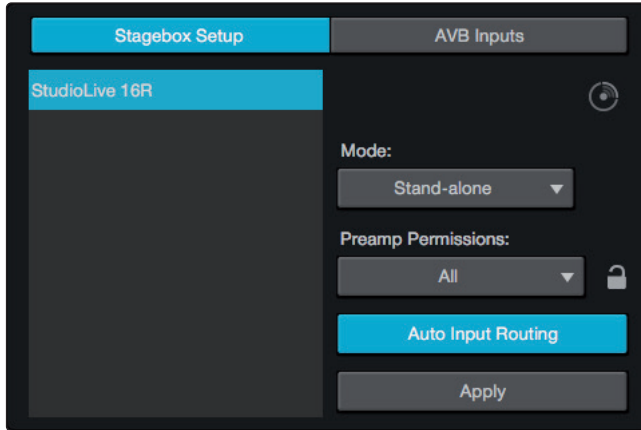 Stagebox Setup
AVB Inputs
StudioLive 16R
Mode:
Stand-alone
Preamp Permissions:
All
Auto Input Routing
Apply